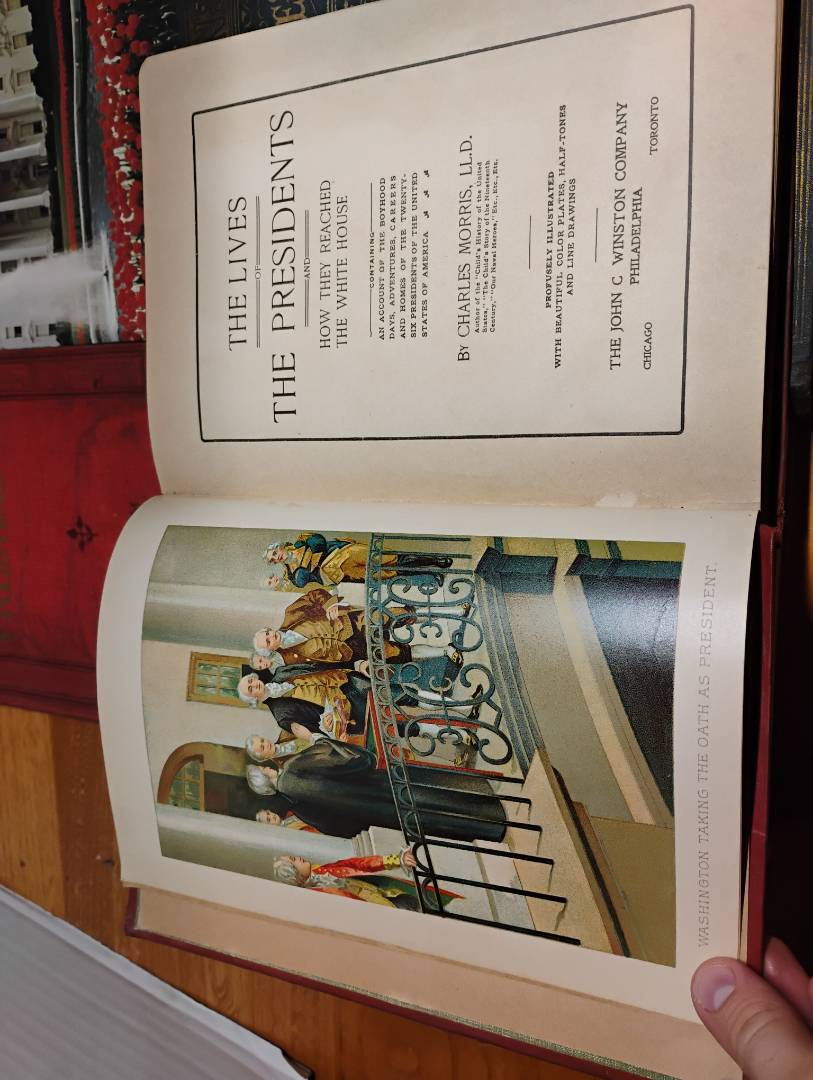 WASHINGTON TAKING THE OATH AS PRESIDENT.
THE LIVES
OF
THE PRESIDENTS
AND
HOW THEY REACHED
THE WHITE HOUSE
CONTAINING
AN ACCOUNT OF THE BOYHOOD
DAYS, ADVENTURES, CAREERS
AND HOMES OF THE TWENTY-
SIX PRESIDENTS OF THE UNITED
STATES OF AMERICA
BY CHARLES MORRIS, LL.D.
Author of the "Child's History of the United
States," "The Child's Story of the Nineteenth
Century," "Our Naval Heroes," Etc., Etc., Etc.
PROFUSELY ILLUSTRATED
WITH BEAUTIFUL COLOR PLATES, HALF-TONES
AND LINE DRAWINGS
THE JOHN C WINSTON COMPANY
PHILADELPHIA
CHICAGO TORONTO